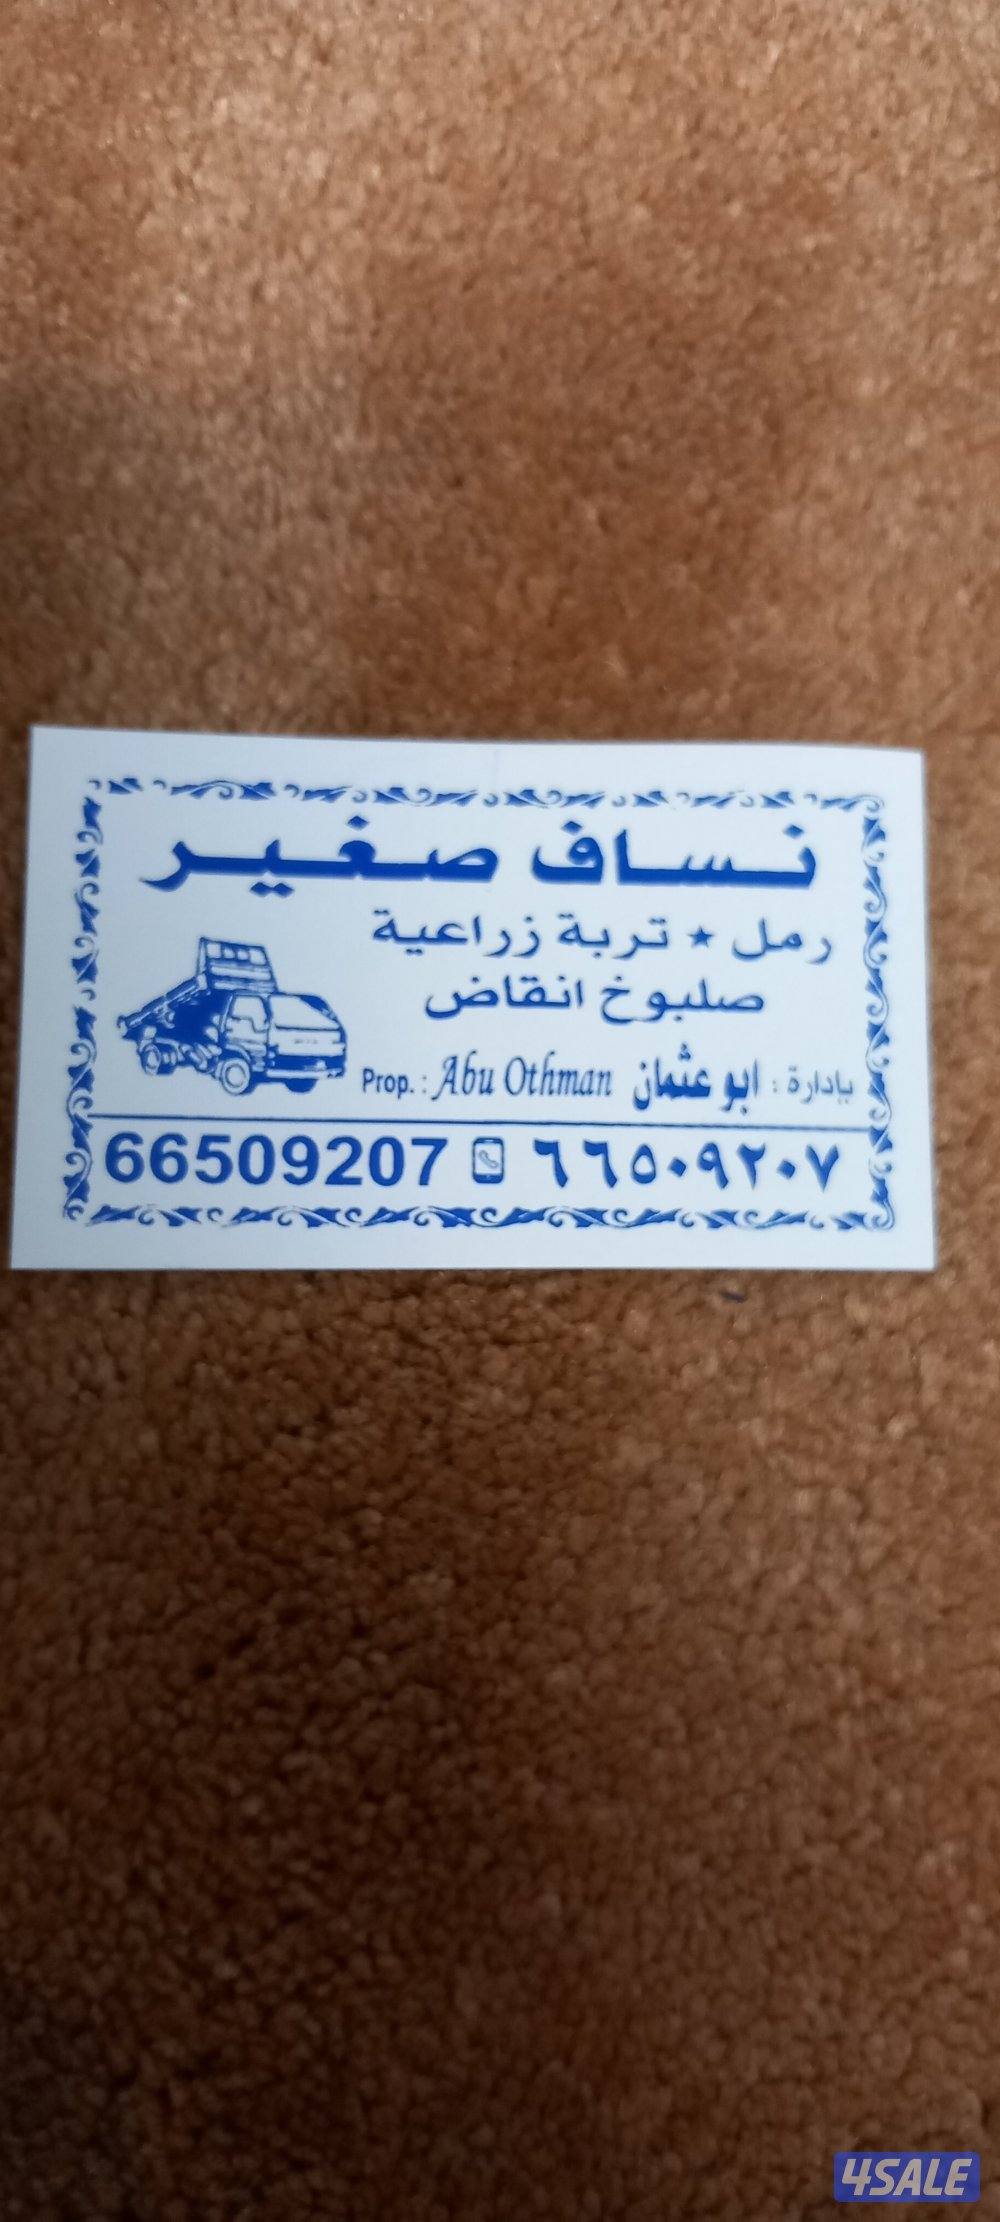 نساف صغير
رمل ★ تربة زراعية
صلبوخ انقاض
بإدارة : ابو عثمان Prop. : Abu Othman
66509207 ٦٦٥٠٩٢٠٧
4SALE